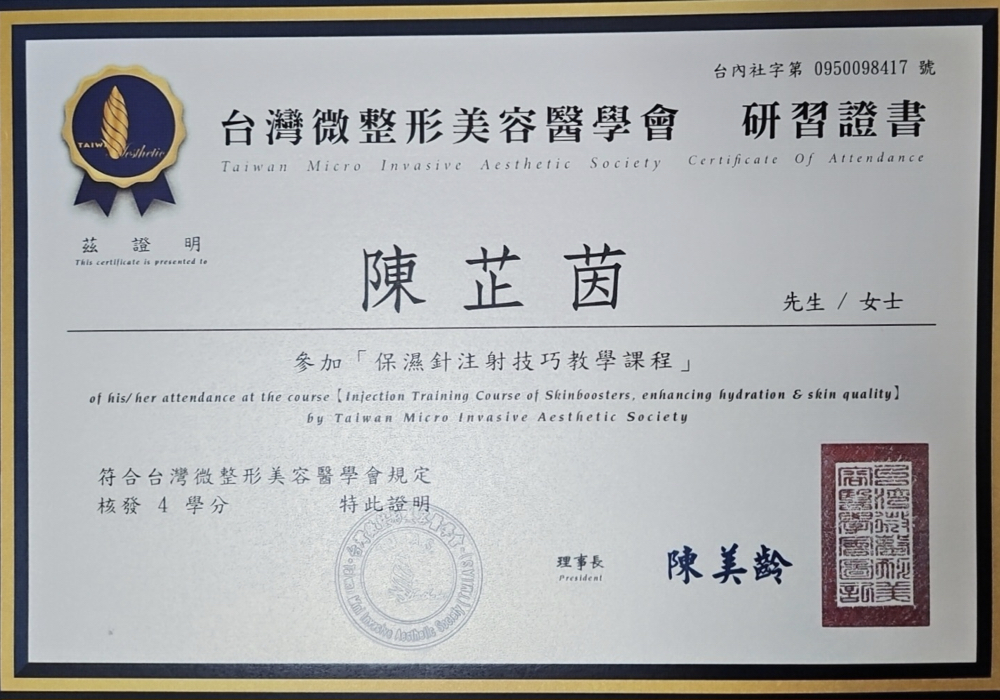 台內社字第 0950098417 號
台灣微整形美容醫學會 研習證書
Taiwan Micro Invasive Aesthetic Society Certificate Of Attendance
TAIWAN
Aesthetic
茲證明
This certificate is presented to
陳芷茵
先生 / 女士
參加「保濕針注射技巧教學課程」
of his/her attendance at the course【Injection Training Course of Skinboosters, enhancing hydration & skin quality】
by Taiwan Micro Invasive Aesthetic Society
符合台灣微整形美容醫學會規定
核發 4 學分 特此證明
理事長 陳美齡
President